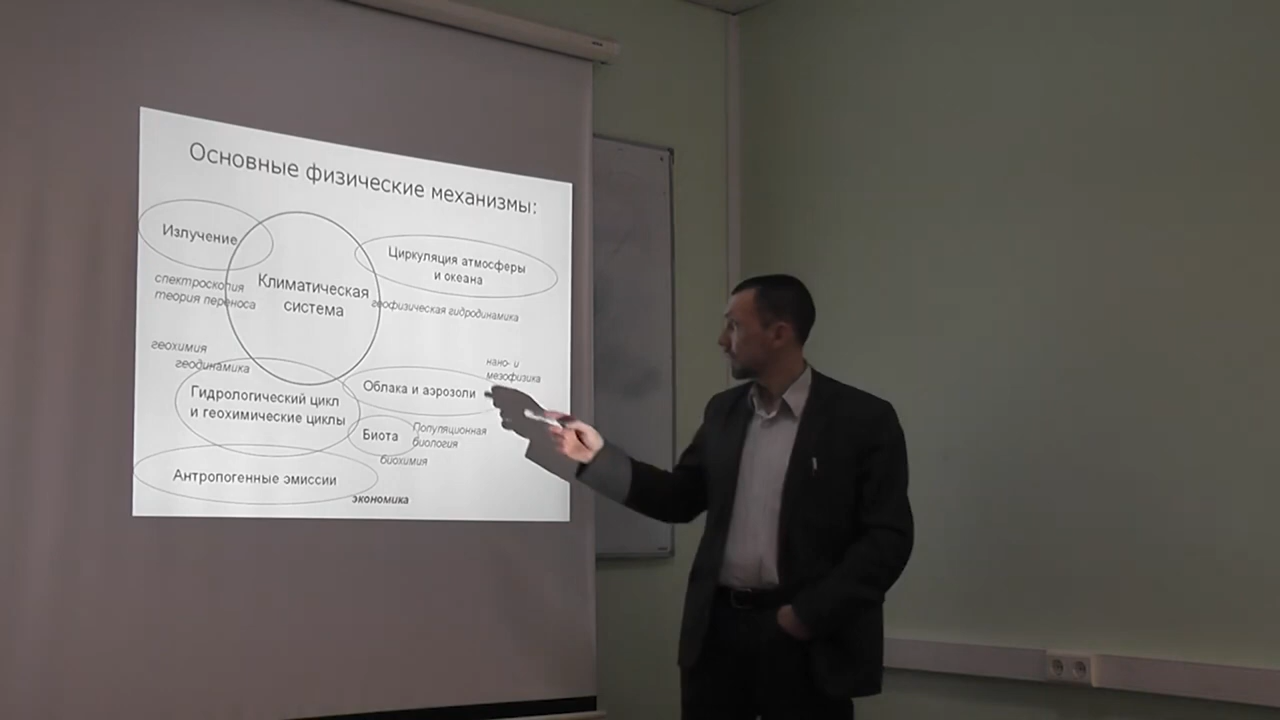 Основные физические механизмы:
Излучение
Циркуляция атмосферы
и океана
Климатическая
система
спектроскопия
теория переноса
геофизическая гидродинамика
геохимия
геодинамика
нано- и
мезофизика
Облака и аэрозоли
Гидрологический цикл
и геохимические циклы
Биота
Популяционная
биология
биохимия
Антропогенные эмиссии
экономика